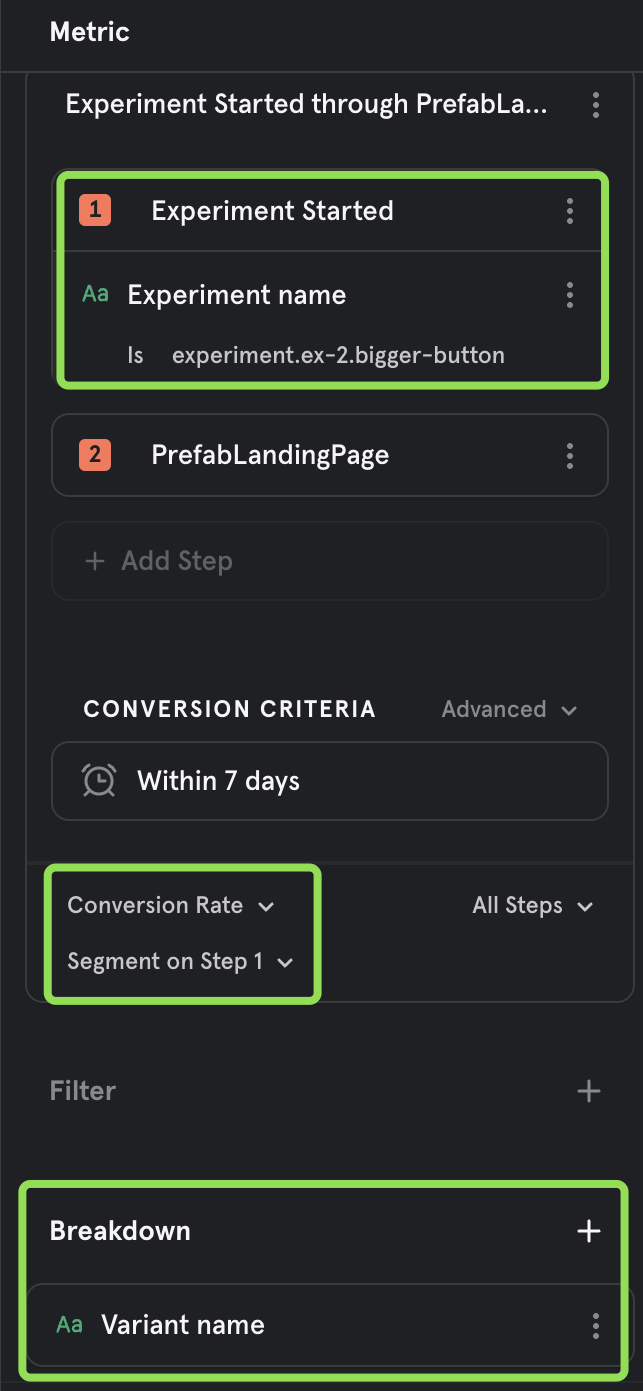 Metric
Experiment Started through PrefabLa...
1 Experiment Started
Aa Experiment name
Is experiment.ex-2.bigger-button
2 PrefabLandingPage
+ Add Step
CONVERSION CRITERIA Advanced
Within 7 days
Conversion Rate All Steps
Segment on Step 1
Filter +
Breakdown +
Aa Variant name